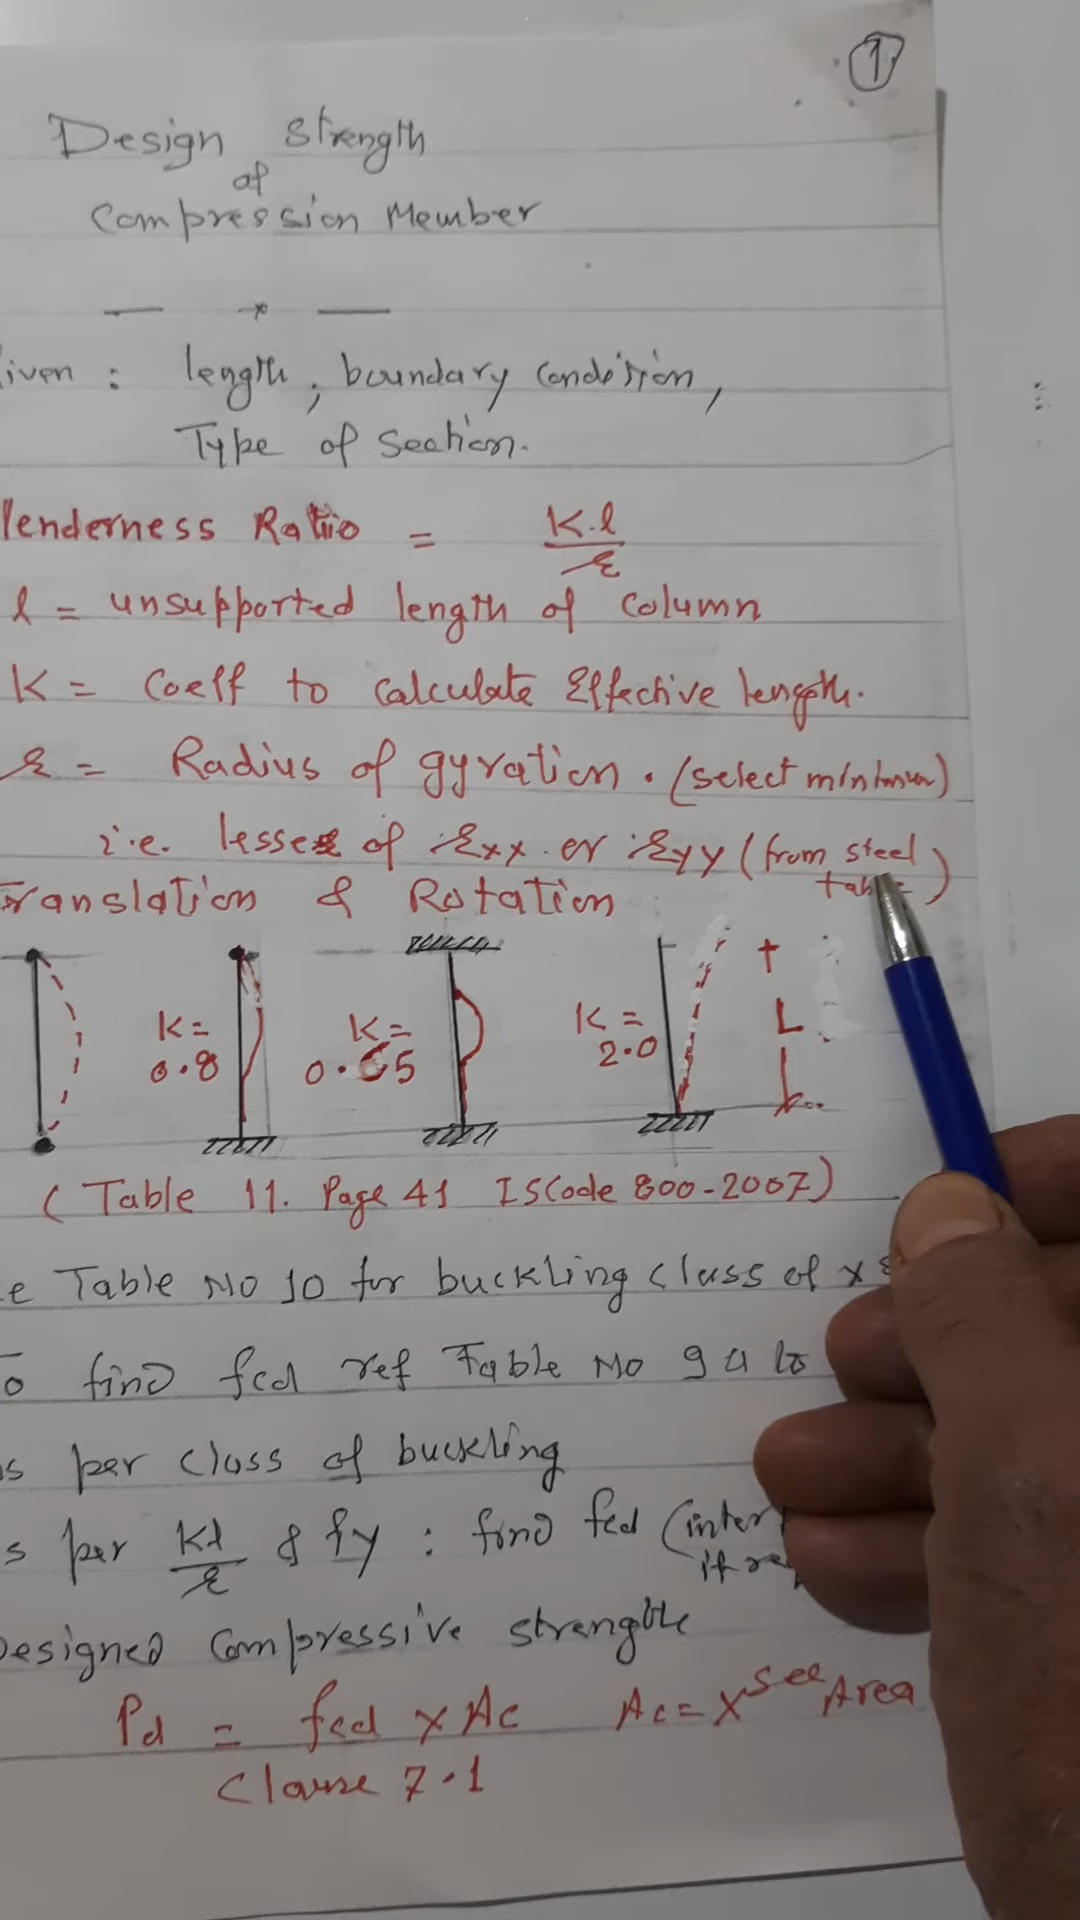 1
Design Strength
of
Compression Member
iven : length, boundary condition,
Type of Section.
lenderness Ratio = K.l/r
l = unsupported length of column
K = Coeff to calculate Effective length.
r = Radius of gyration. (select minimum)
i.e. lesser of rxx or ryy (from steel
Translation & Rotation
K = 0.8 K = 0.65 K = 2.0 L
(Table 11. Page 41 IS Code 800-2007)
e Table No 10 for buckling class of x
o find fcd ref Table No 9 a to
s per class of buckling
s per Kl/r & fy : find fcd (inter
if re
Designed Compressive strength
Pd = fcd x Ac Ac = x sec Area
Clause 7.1